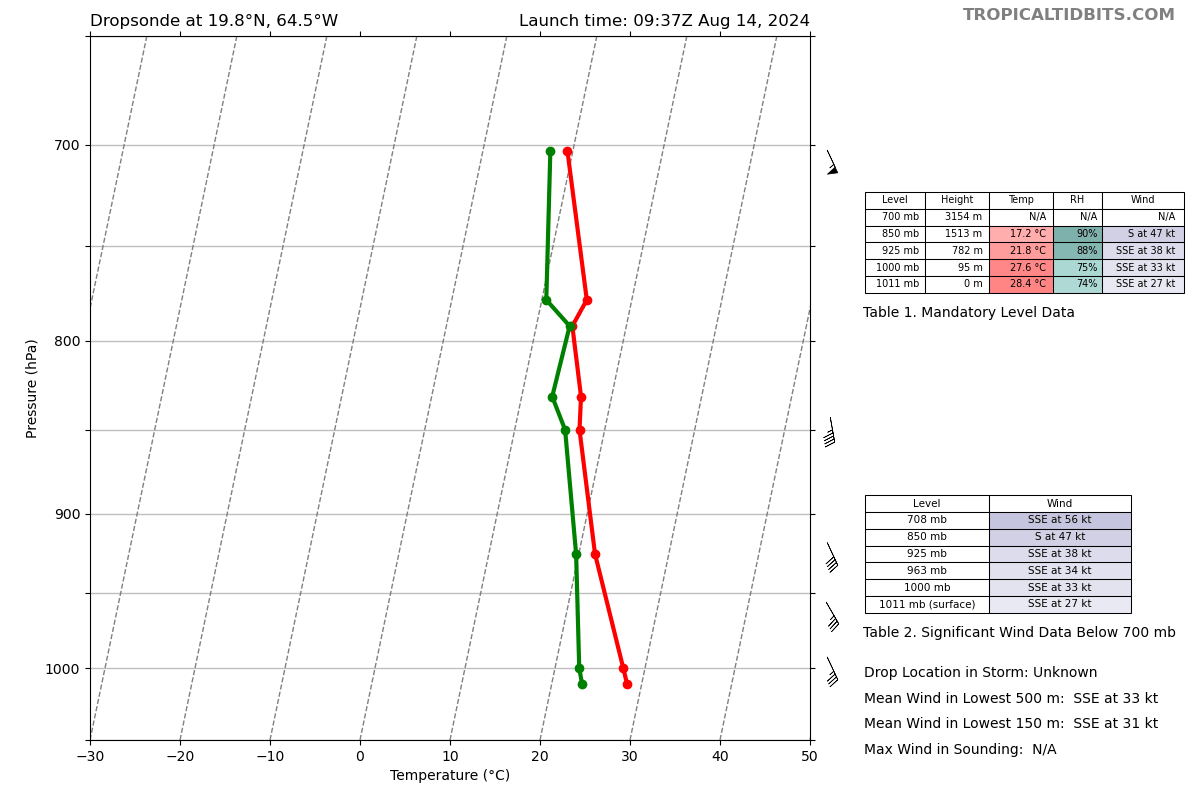 Dropsonde at 19.8°N, 64.5°W Launch time: 09:37Z Aug 14, 2024
TROPICALTIDBITS.COM
700
800
900
1000
Pressure (hPa)
−30 −20 −10 0 10 20 30 40 50
Temperature (°C)
Level Height Temp RH Wind
700 mb 3154 m N/A N/A N/A
850 mb 1513 m 17.2 °C 90% S at 47 kt
925 mb 782 m 21.8 °C 88% SSE at 38 kt
1000 mb 95 m 27.6 °C 75% SSE at 33 kt
1011 mb 0 m 28.4 °C 74% SSE at 27 kt
Table 1. Mandatory Level Data
Level Wind
708 mb SSE at 56 kt
850 mb S at 47 kt
925 mb SSE at 38 kt
963 mb SSE at 34 kt
1000 mb SSE at 33 kt
1011 mb (surface) SSE at 27 kt
Table 2. Significant Wind Data Below 700 mb
Drop Location in Storm: Unknown
Mean Wind in Lowest 500 m: SSE at 33 kt
Mean Wind in Lowest 150 m: SSE at 31 kt
Max Wind in Sounding: N/A